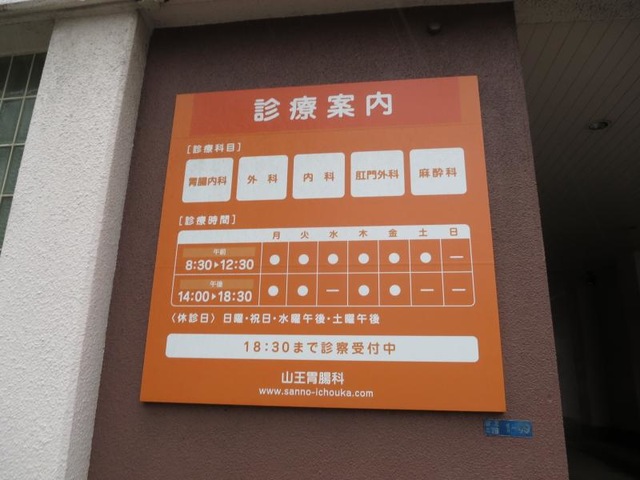 診療案内
[診療科目]
胃腸内科 外科 内科 肛門外科 麻酔科
[診療時間]
月 火 水 木 金 土 日
午前
8:30▶12:30 ● ● ● ● ● ● ー
午後
14:00▶18:30 ● ● ー ● ● ー ー
〈休診日〉日曜・祝日・水曜午後・土曜午後
18:30まで診察受付中
山王胃腸科
www.sanno-ichouka.com